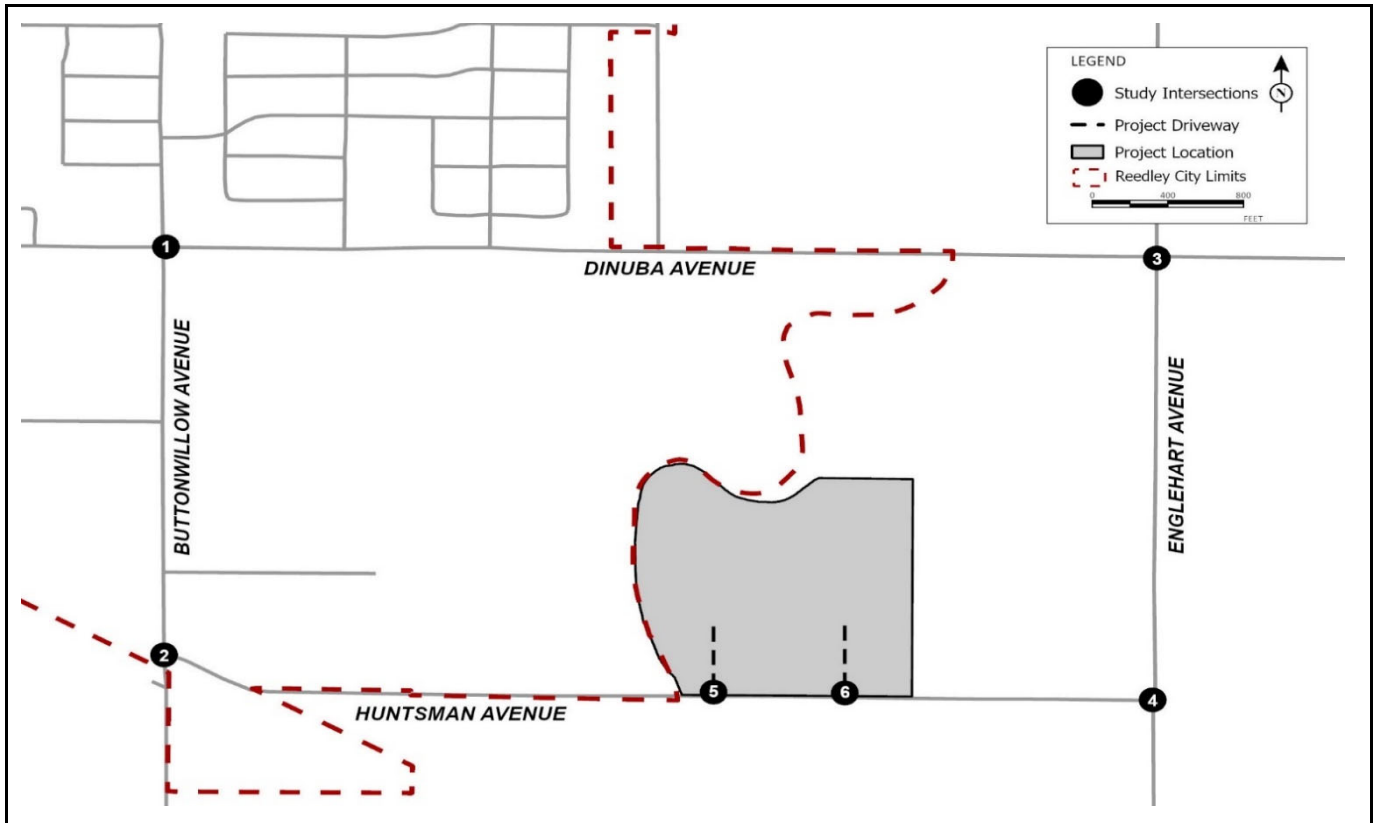 LEGEND
Study Intersections
N
Project Driveway
Project Location
Reedley City Limits
0 400 800
FEET
1
3
DINUBA AVENUE
BUTTONWILLOW AVENUE
ENGLEHART AVENUE
2
5
6
4
HUNTSMAN AVENUE